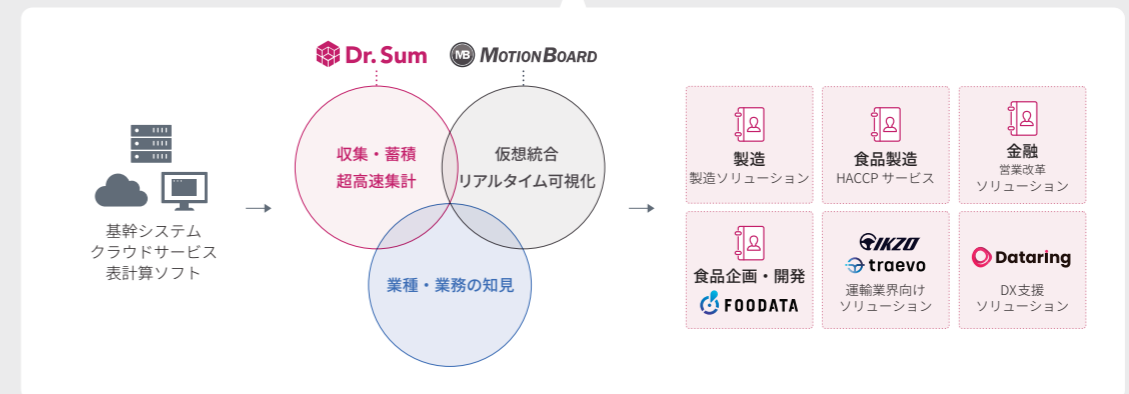 Dr.Sum
MB MOTIONBOARD
収集・蓄積
超高速集計
仮想統合
リアルタイム可視化
業種・業務の知見
基幹システム
クラウドサービス
表計算ソフト
製造
製造ソリューション
食品製造
HACCP サービス
金融
営業改革
ソリューション
食品企画・開発
FOODATA
IKZO
traevo
運輸業界向け
ソリューション
Dataring
DX支援
ソリューション